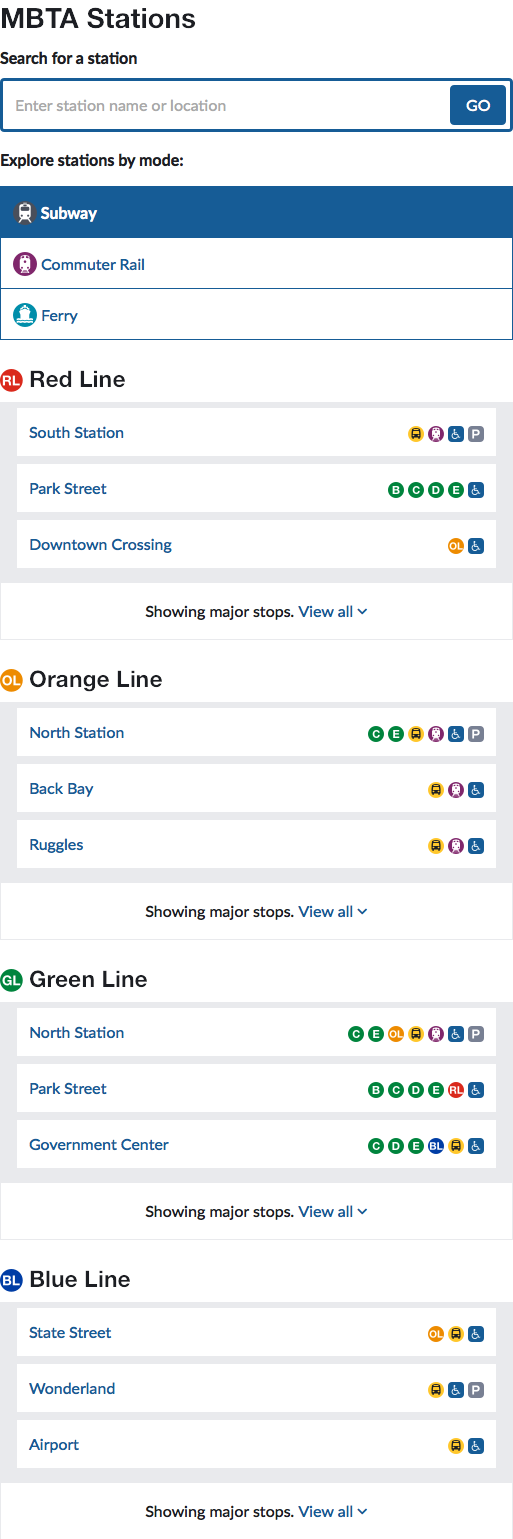 MBTA Stations
Search for a station
Enter station name or location GO
Explore stations by mode:
Subway
Commuter Rail
Ferry
RL Red Line
South Station P
Park Street B C D E
Downtown Crossing OL
Showing major stops. View all
OL Orange Line
North Station C E P
Back Bay
Ruggles
Showing major stops. View all
GL Green Line
North Station C E OL P
Park Street B C D E RL
Government Center C D E BL
Showing major stops. View all
BL Blue Line
State Street OL
Wonderland P
Airport
Showing major stops. View all